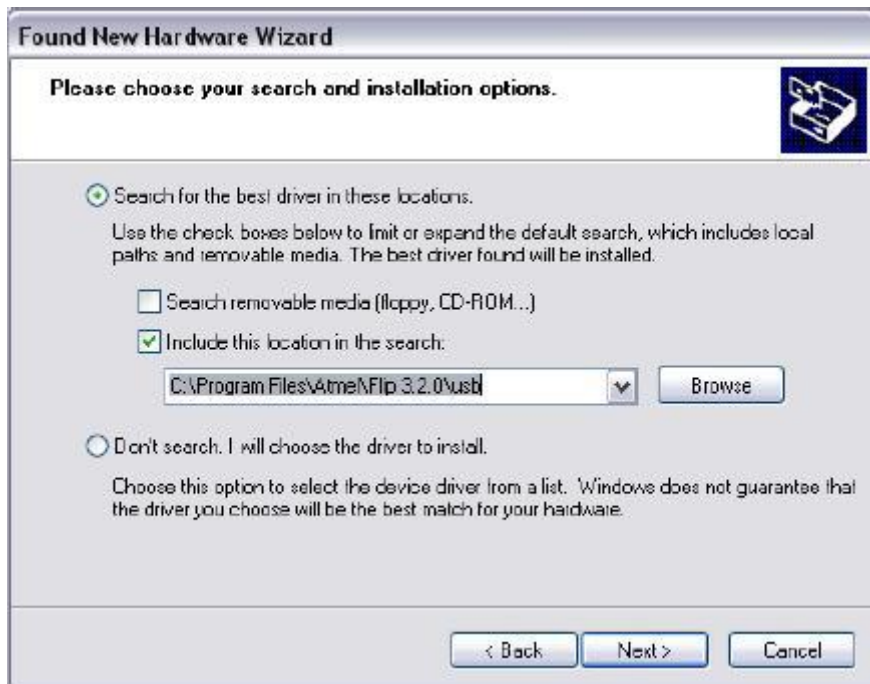 Found New Hardware Wizard
Please choose your search and installation options.
Search for the best driver in these locations.
Use the check boxes below to limit or expand the default search, which includes local
paths and removable media. The best driver found will be installed.
Search removable media (floppy, CD-ROM...)
Include this location in the search:
C:\Program Files\Atmel\Flip 3.2.0\usb
Browse
Don't search. I will choose the driver to install.
Choose this option to select the device driver from a list. Windows does not guarantee that
the driver you choose will be the best match for your hardware.
< Back Next > Cancel